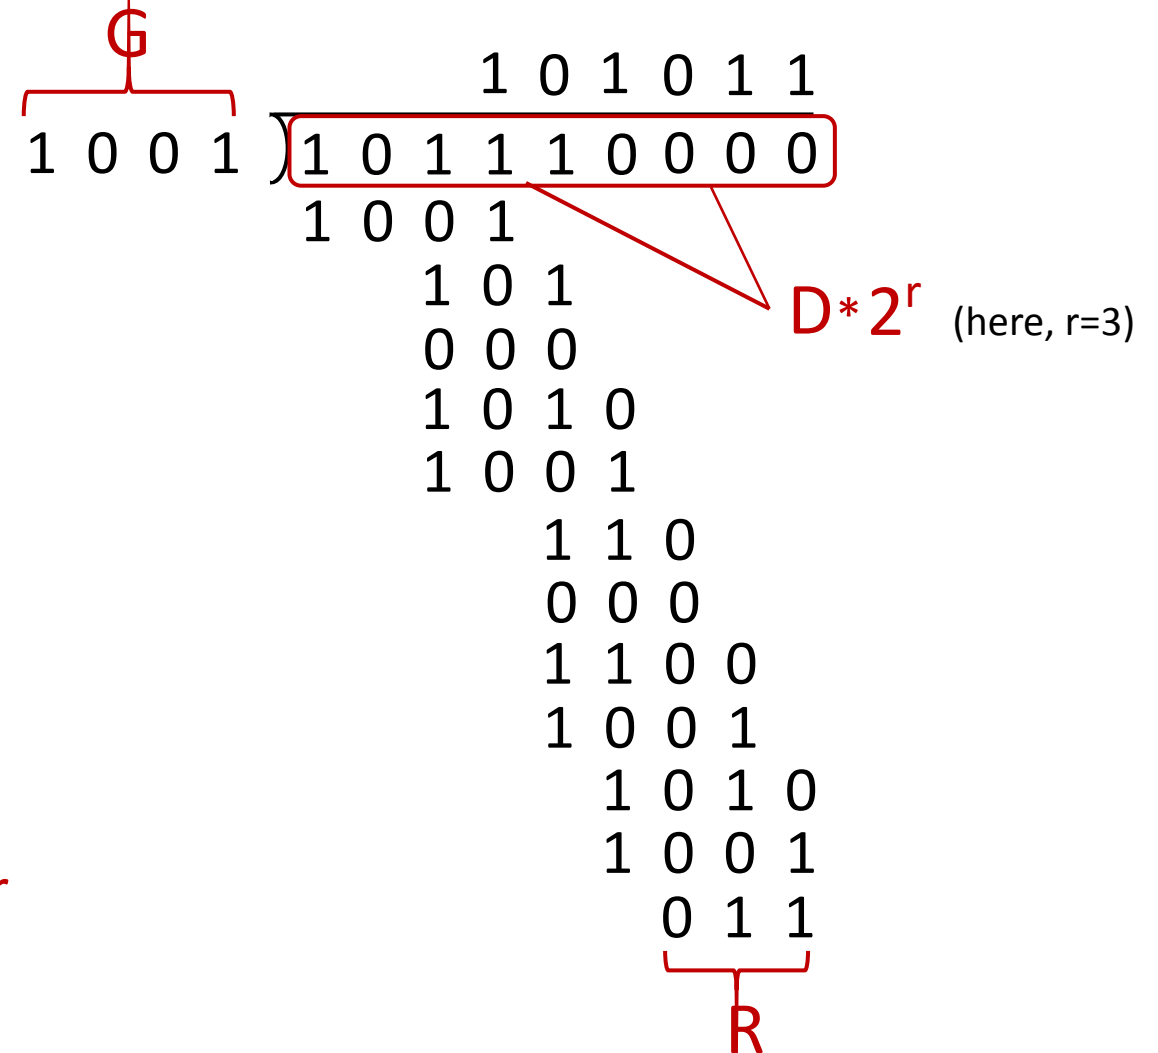 G
1 0 1 0 1 1
1 0 0 1 ) 1 0 1 1 1 0 0 0 0
1 0 0 1
1 0 1
D*2^r (here, r=3)
0 0 0
1 0 1 0
1 0 0 1
1 1 0
0 0 0
1 1 0 0
1 0 0 1
1 0 1 0
1 0 0 1
0 1 1
R